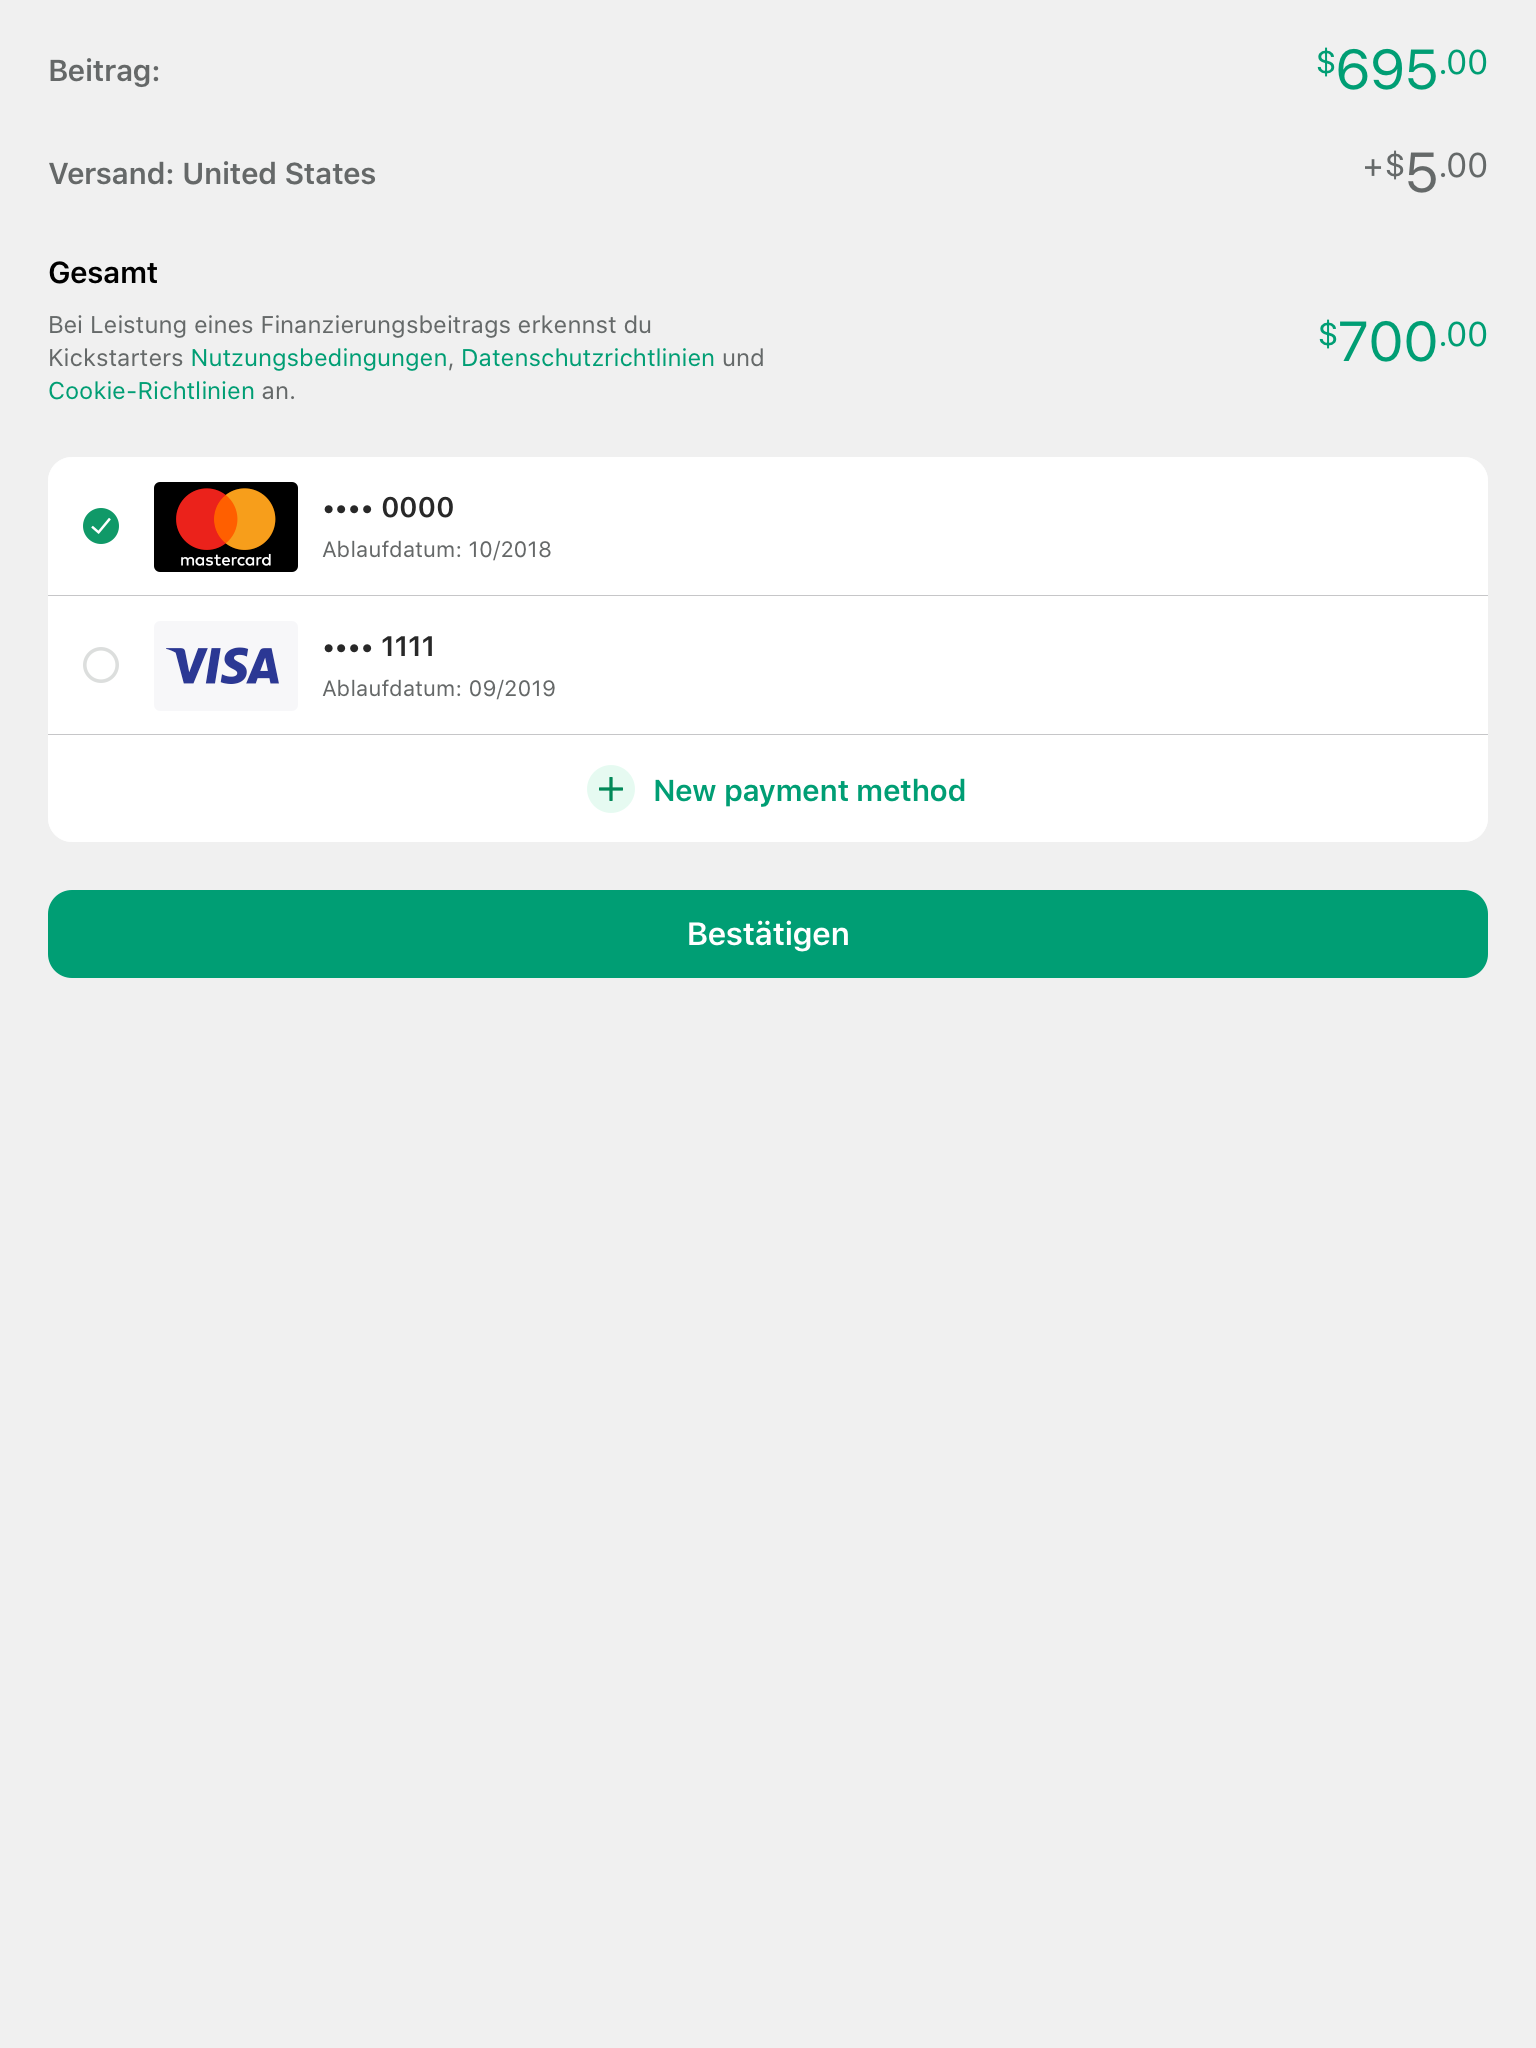 Beitrag:
$695.00
Versand: United States
+$5.00
Gesamt
Bei Leistung eines Finanzierungsbeitrags erkennst du
Kickstarters Nutzungsbedingungen, Datenschutzrichtlinien und
Cookie-Richtlinien an.
$700.00
mastercard
•••• 0000
Ablaufdatum: 10/2018
VISA
•••• 1111
Ablaufdatum: 09/2019
New payment method
Bestätigen